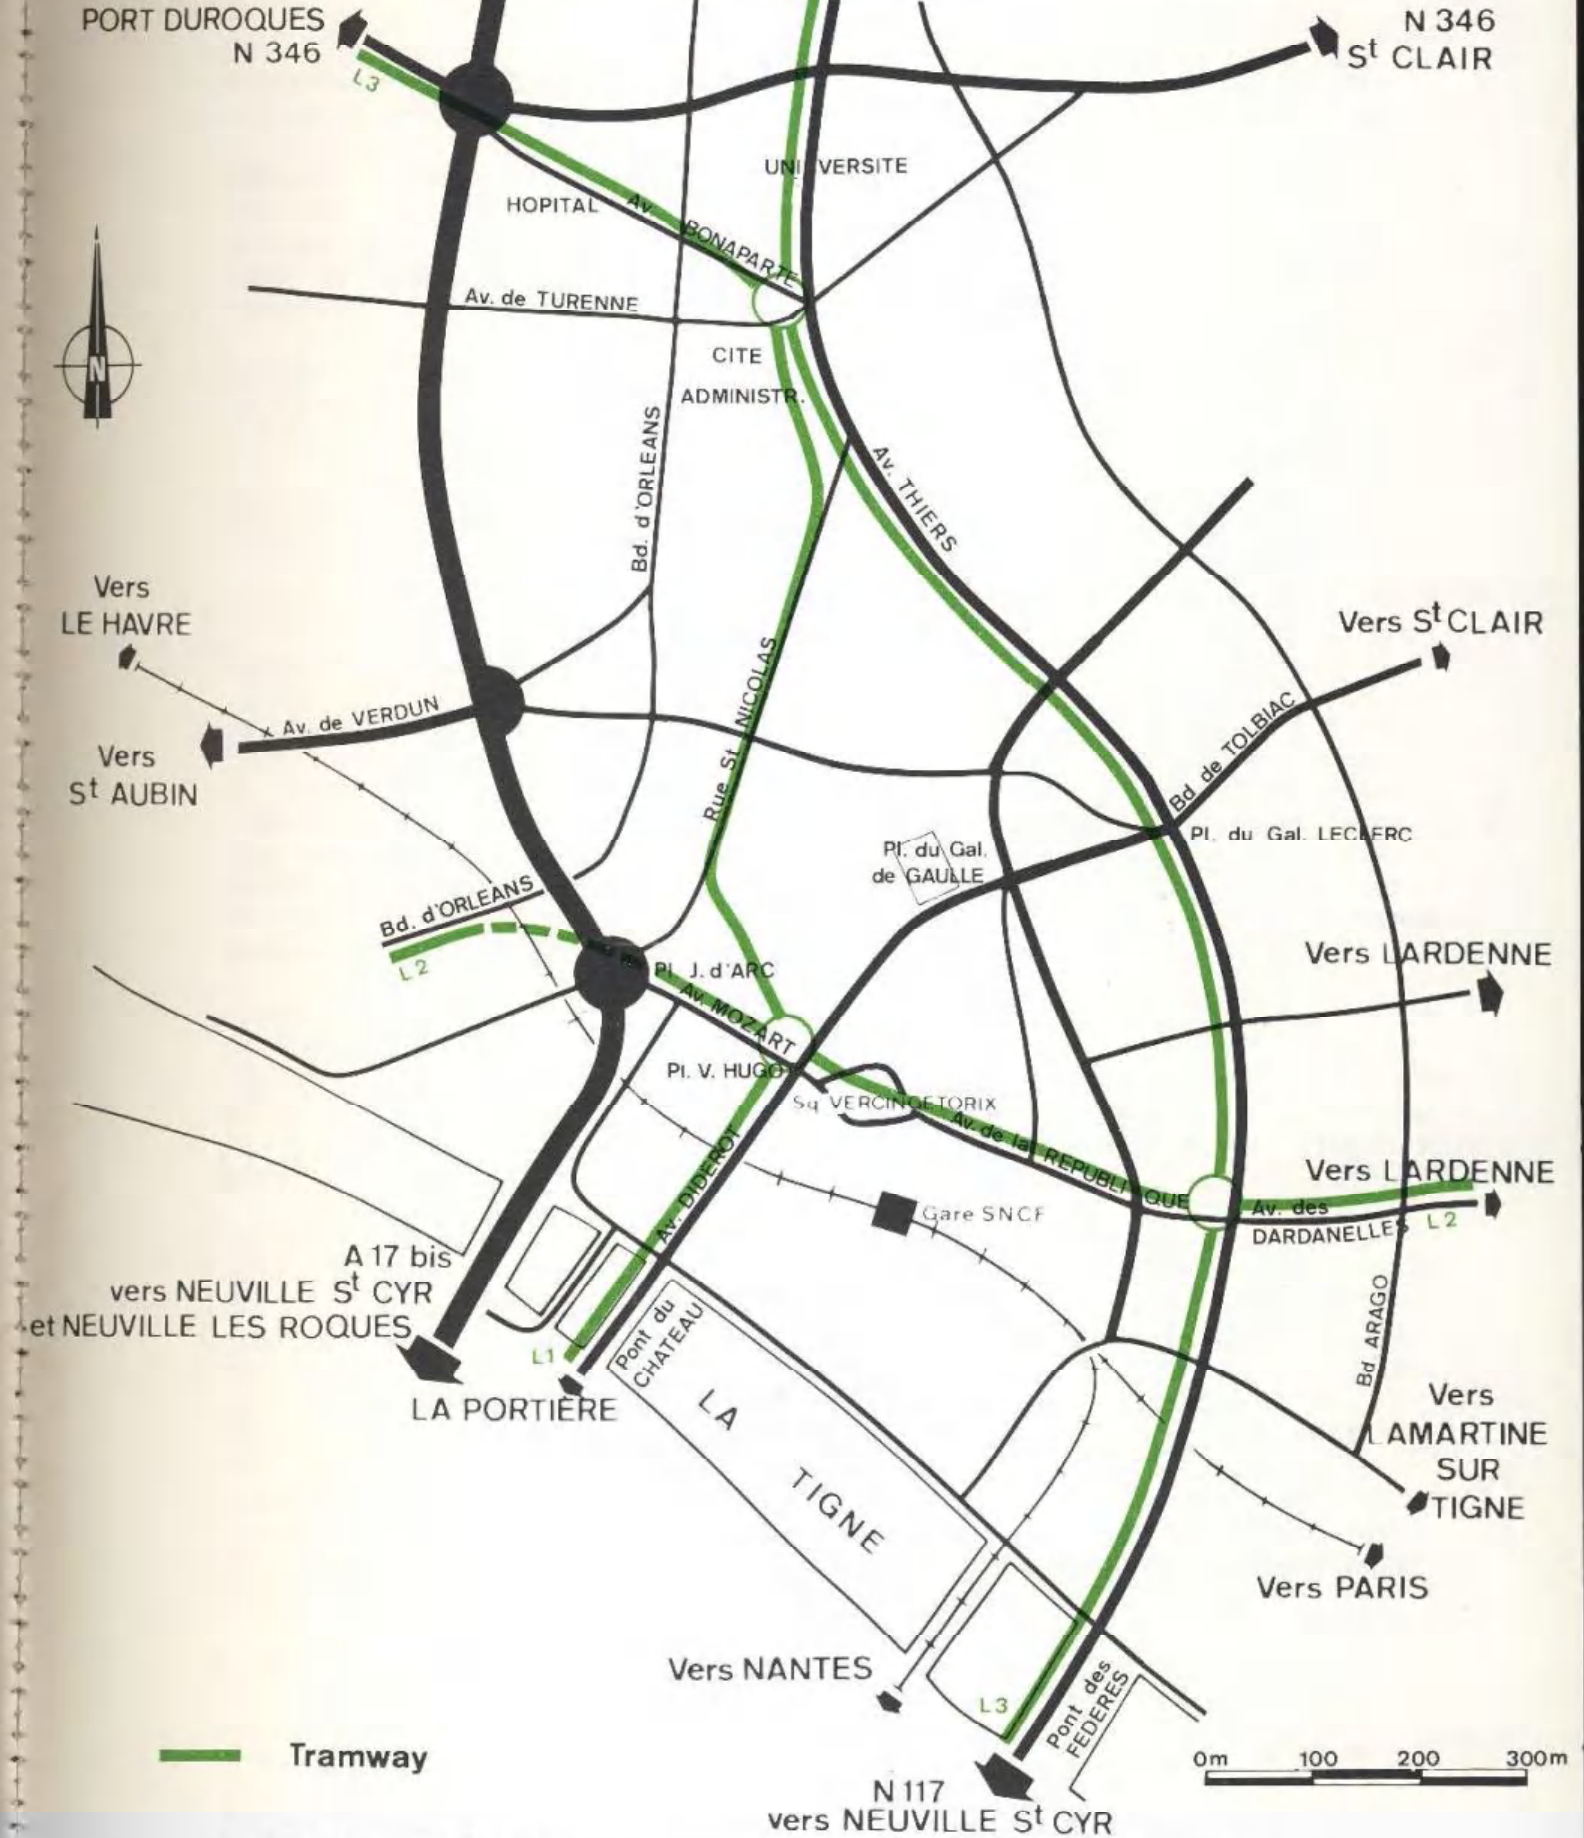 PORT DUROQUES
N 346
N 346
St CLAIR
L3
UNIVERSITE
HOPITAL
Av. BONAPARTE
Av. de TURENNE
N
CITE
ADMINISTR.
Bd. d'ORLEANS
Av. THIERS
Vers
LE HAVRE
Vers St CLAIR
Rue St. NICOLAS
Av. de VERDUN
Bd. de TOLBIAC
Vers
St AUBIN
Pl. du Gal. LECLERC
Pl. du Gal.
de GAULLE
Bd. d'ORLEANS
L2
Vers LARDENNE
Pl. J. d'ARC
Av. MOZART
Pl. V. HUGO
Sq VERCINGETORIX
Av. de la REPUBLIQUE
Vers LARDENNE
Av. des
DARDANELLES
L2
Av. DIDEROT
Gare SNCF
A 17 bis
vers NEUVILLE St CYR
et NEUVILLE LES ROQUES
L1
Pont du
CHATEAU
Bd ARAGO
LA PORTIÈRE
LA
TIGNE
Vers
LAMARTINE
SUR
TIGNE
Vers PARIS
Vers NANTES
L3
Pont des
FEDERES
Tramway
0m 100 200 300m
N 117
vers NEUVILLE St CYR